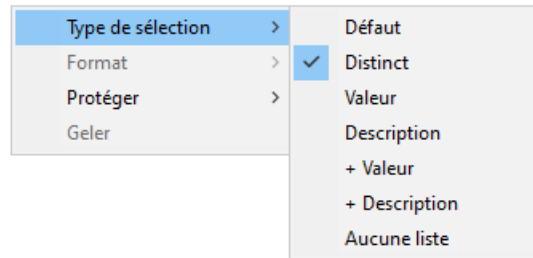 Type de sélection
Format
Protéger
Geler
Défaut
Distinct
Valeur
Description
+ Valeur
+ Description
Aucune liste